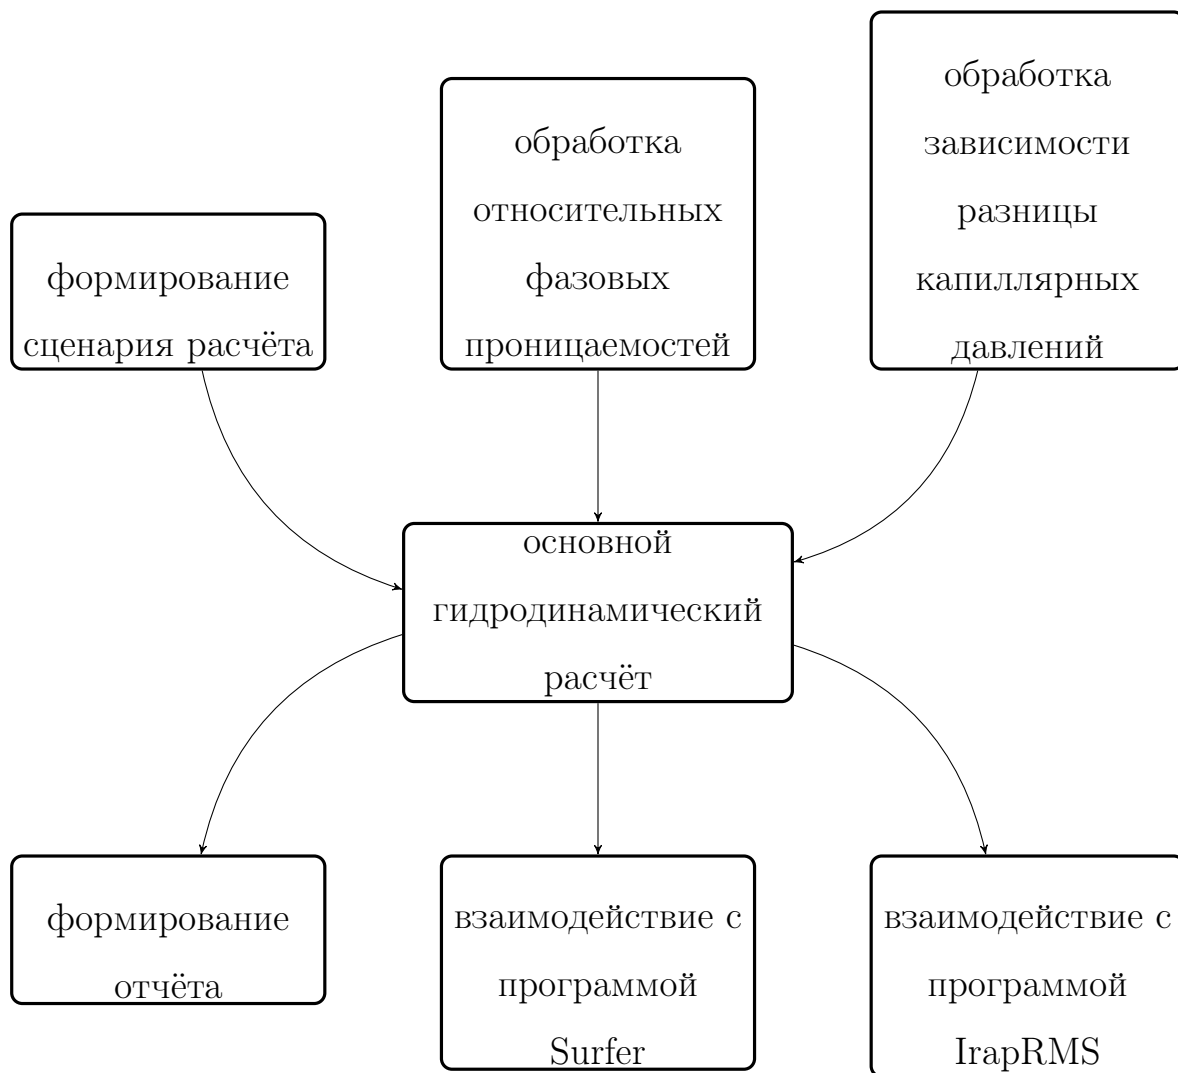 формирование
сценария расчёта
обработка
относительных
фазовых
проницаемостей
обработка
зависимости
разницы
капиллярных
давлений
основной
гидродинамический
расчёт
формирование
отчёта
взаимодействие с
программой
Surfer
взаимодействие с
программой
IrapRMS